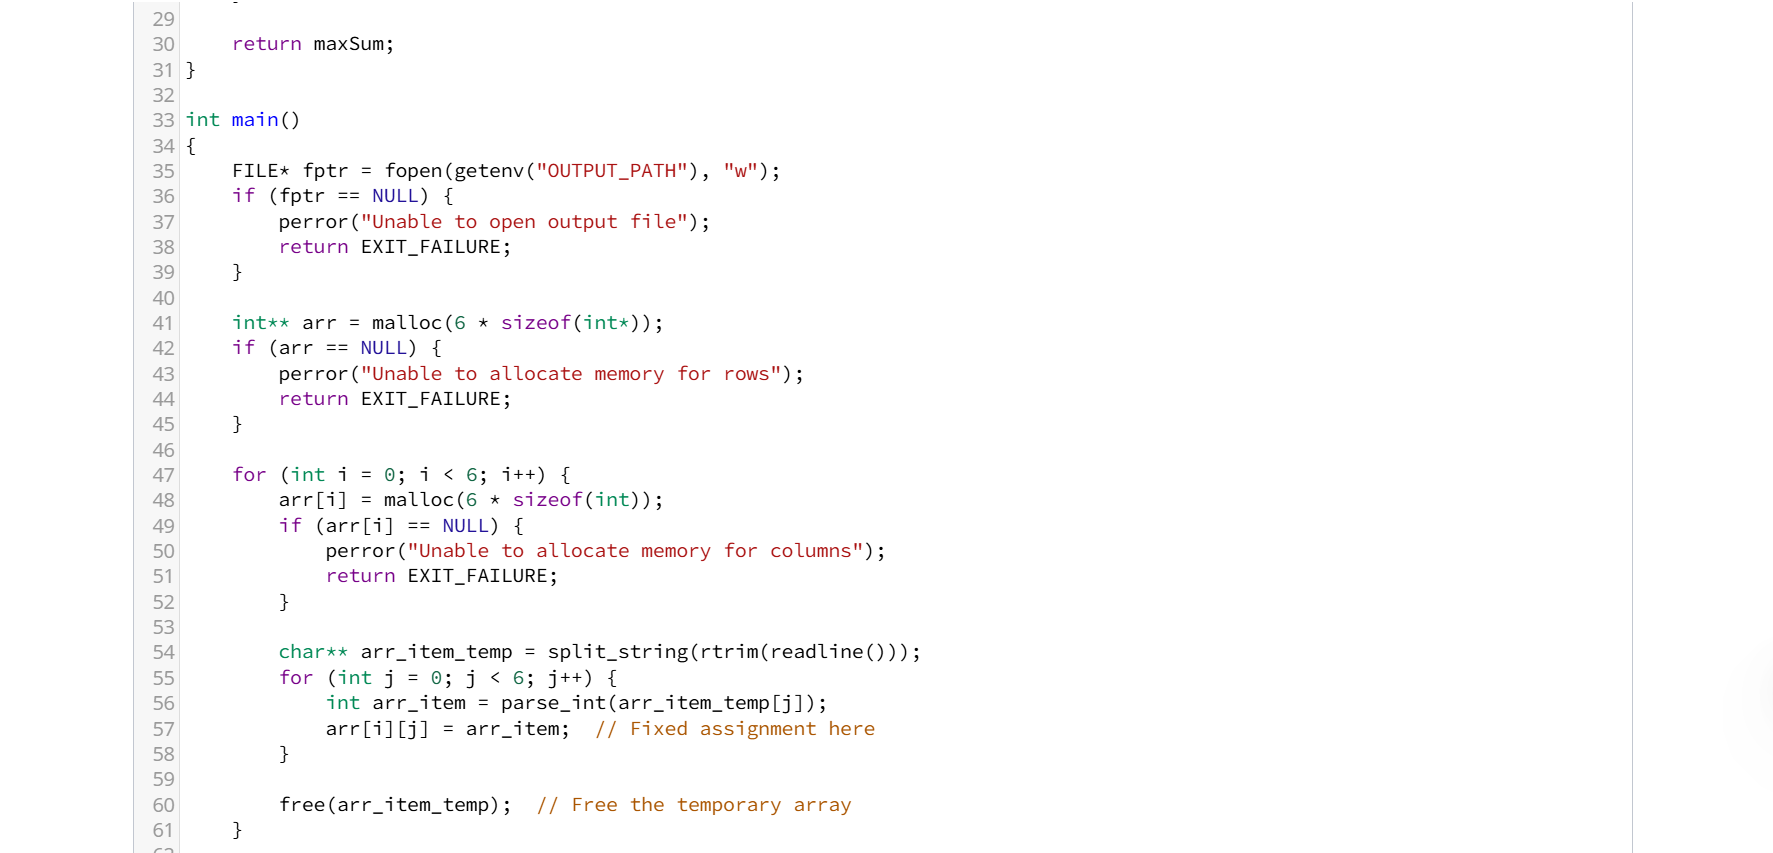 29
30     return maxSum;
31 }
32
33 int main()
34 {
35     FILE* fptr = fopen(getenv("OUTPUT_PATH"), "w");
36     if (fptr == NULL) {
37         perror("Unable to open output file");
38         return EXIT_FAILURE;
39     }
40
41     int** arr = malloc(6 * sizeof(int*));
42     if (arr == NULL) {
43         perror("Unable to allocate memory for rows");
44         return EXIT_FAILURE;
45     }
46
47     for (int i = 0; i < 6; i++) {
48         arr[i] = malloc(6 * sizeof(int));
49         if (arr[i] == NULL) {
50             perror("Unable to allocate memory for columns");
51             return EXIT_FAILURE;
52         }
53
54         char** arr_item_temp = split_string(rtrim(readline()));
55         for (int j = 0; j < 6; j++) {
56             int arr_item = parse_int(arr_item_temp[j]);
57             arr[i][j] = arr_item;  // Fixed assignment here
58         }
59
60         free(arr_item_temp);  // Free the temporary array
61     }